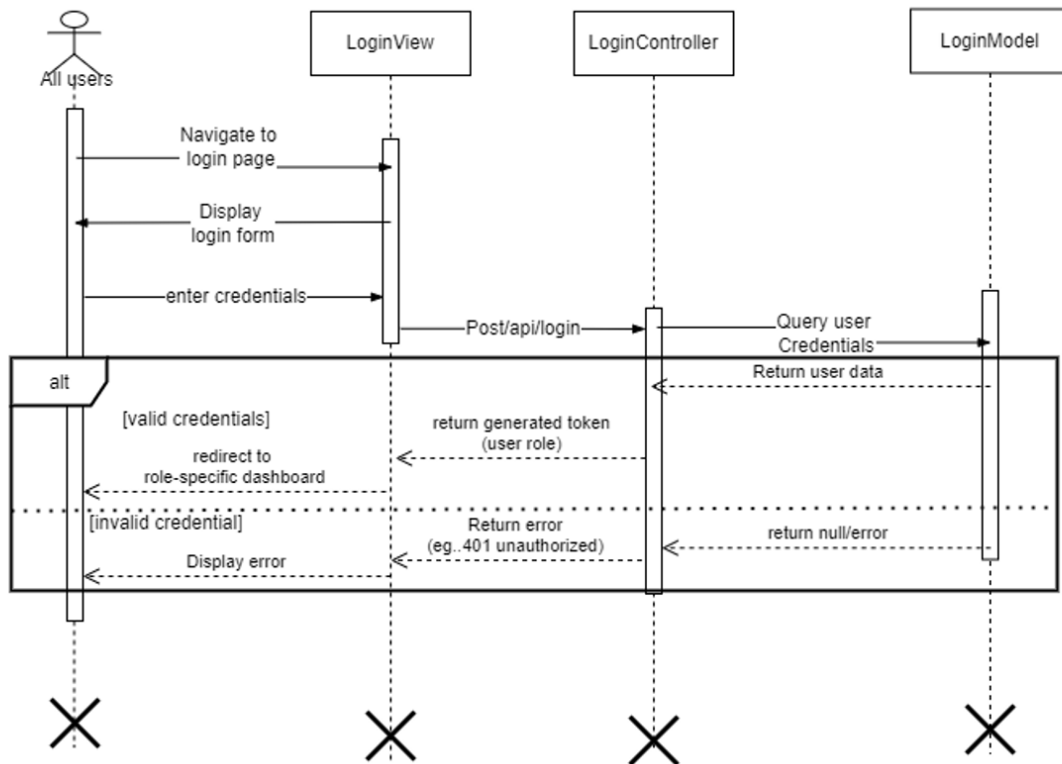 All users
LoginView
LoginController
LoginModel
Navigate to
login page
Display
login form
enter credentials
Post/api/login
Query user
Credentials
alt
Return user data
[valid credentials]
return generated token
(user role)
redirect to
role-specific dashboard
[invalid credential]
Return error
(eg..401 unauthorized)
return null/error
Display error